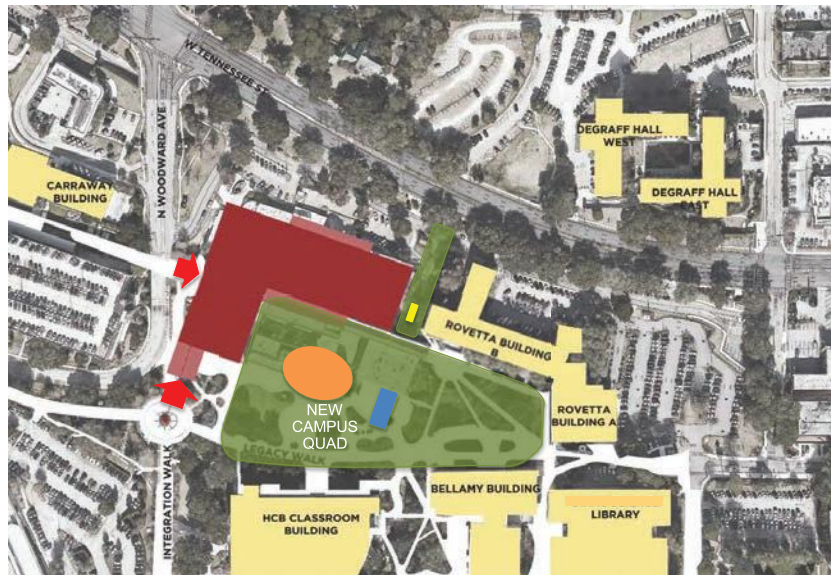 W TENNESSEE ST
N WOODWARD AVE
DEGRAFF HALL
WEST
CARRAWAY
BUILDING
DEGRAFF HALL
EAST
ROVETTA BUILDING
B
NEW
CAMPUS
QUAD
ROVETTA
BUILDING A
LEGACY WALK
INTEGRATION WALK
BELLAMY BUILDING
HCB CLASSROOM
BUILDING
LIBRARY